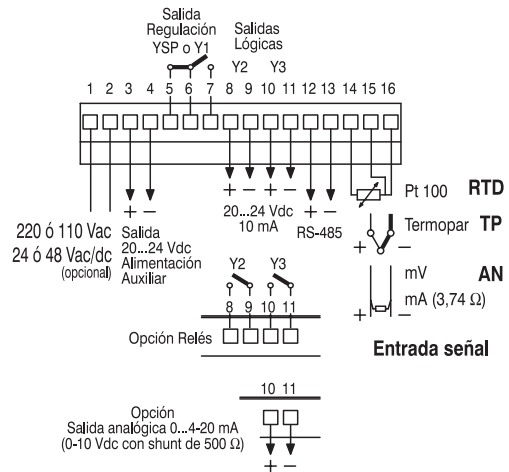 Salida
Regulación
YSP o Y1
Salidas
Lógicas
Y2 Y3
1 2 3 4 5 6 7 8 9 10 11 12 13 14 15 16
+ − + − + − + −
220 ó 110 Vac
24 ó 48 Vac/dc
(opcional)
Salida
20...24 Vdc
Alimentación
Auxiliar
20...24 Vdc
10 mA
RS-485
Pt 100 RTD
Termopar TP
+ −
mV AN
mA (3,74 Ω)
+ −
Entrada señal
Y2 Y3
8 9 10 11
Opción Relés
10 11
Opción
Salida analógica 0...4-20 mA
(0-10 Vdc con shunt de 500 Ω)
+ −